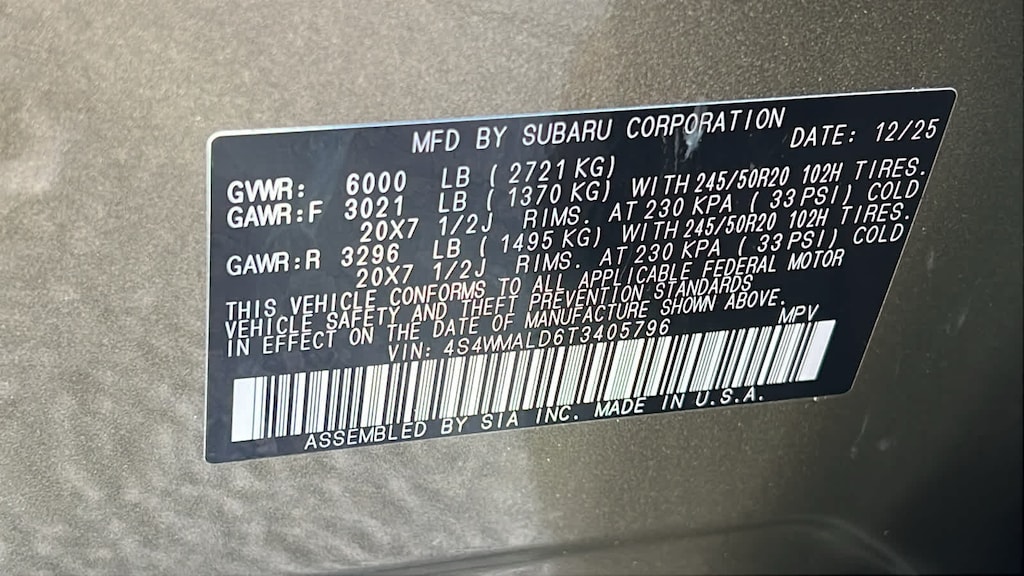 MFD BY SUBARU CORPORATION DATE: 12/25
GVWR: 6000 LB ( 2721 KG)
GAWR:F 3021 LB ( 1370 KG) WITH 245/50R20 102H TIRES.
20X7 1/2J RIMS. AT 230 KPA ( 33 PSI) COLD
GAWR:R 3296 LB ( 1495 KG) WITH 245/50R20 102H TIRES.
20X7 1/2J RIMS. AT 230 KPA ( 33 PSI) COLD
THIS VEHICLE CONFORMS TO ALL APPLICABLE FEDERAL MOTOR
VEHICLE SAFETY AND THEFT PREVENTION STANDARDS
IN EFFECT ON THE DATE OF MANUFACTURE SHOWN ABOVE.
VIN: 4S4WMALD6T3405796 MPV
ASSEMBLED BY SIA INC. MADE IN U.S.A.